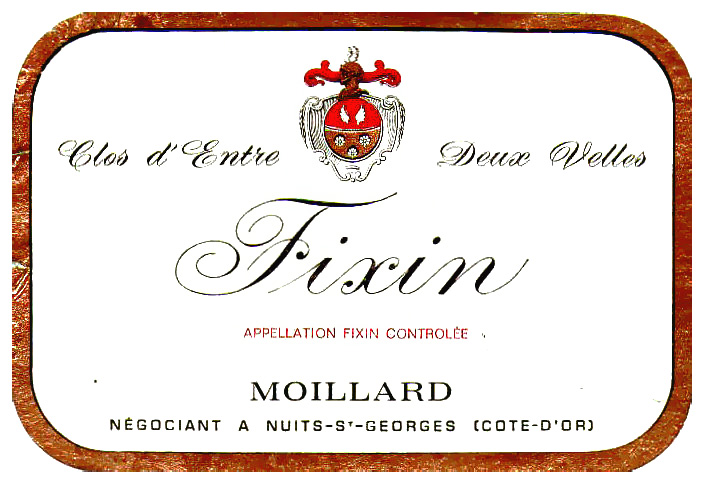 Clos d'Entre Deux Velles
Fixin
APPELLATION FIXIN CONTROLÉE
MOILLARD
NÉGOCIANT A NUITS-Sᵗ-GEORGES (COTE-D'OR)